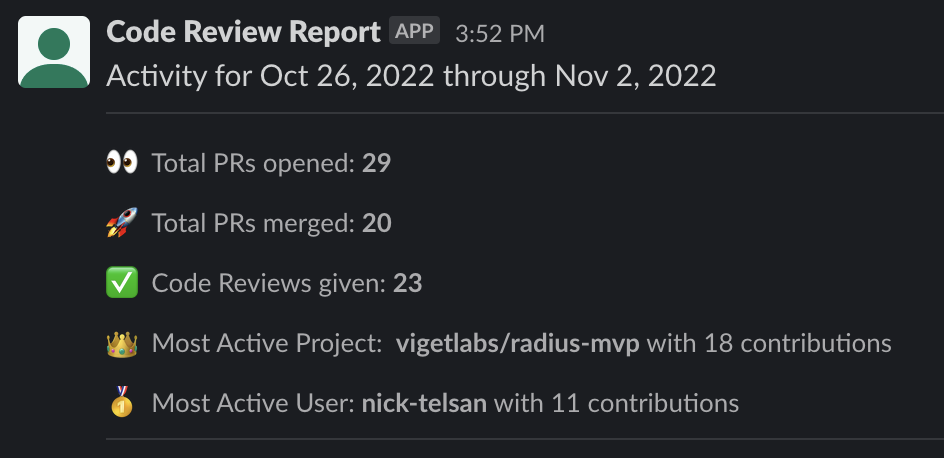 Code Review Report APP 3:52 PM
Activity for Oct 26, 2022 through Nov 2, 2022
👀 Total PRs opened: 29
🚀 Total PRs merged: 20
✅ Code Reviews given: 23
👑 Most Active Project: vigetlabs/radius-mvp with 18 contributions
🥇 Most Active User: nick-telsan with 11 contributions